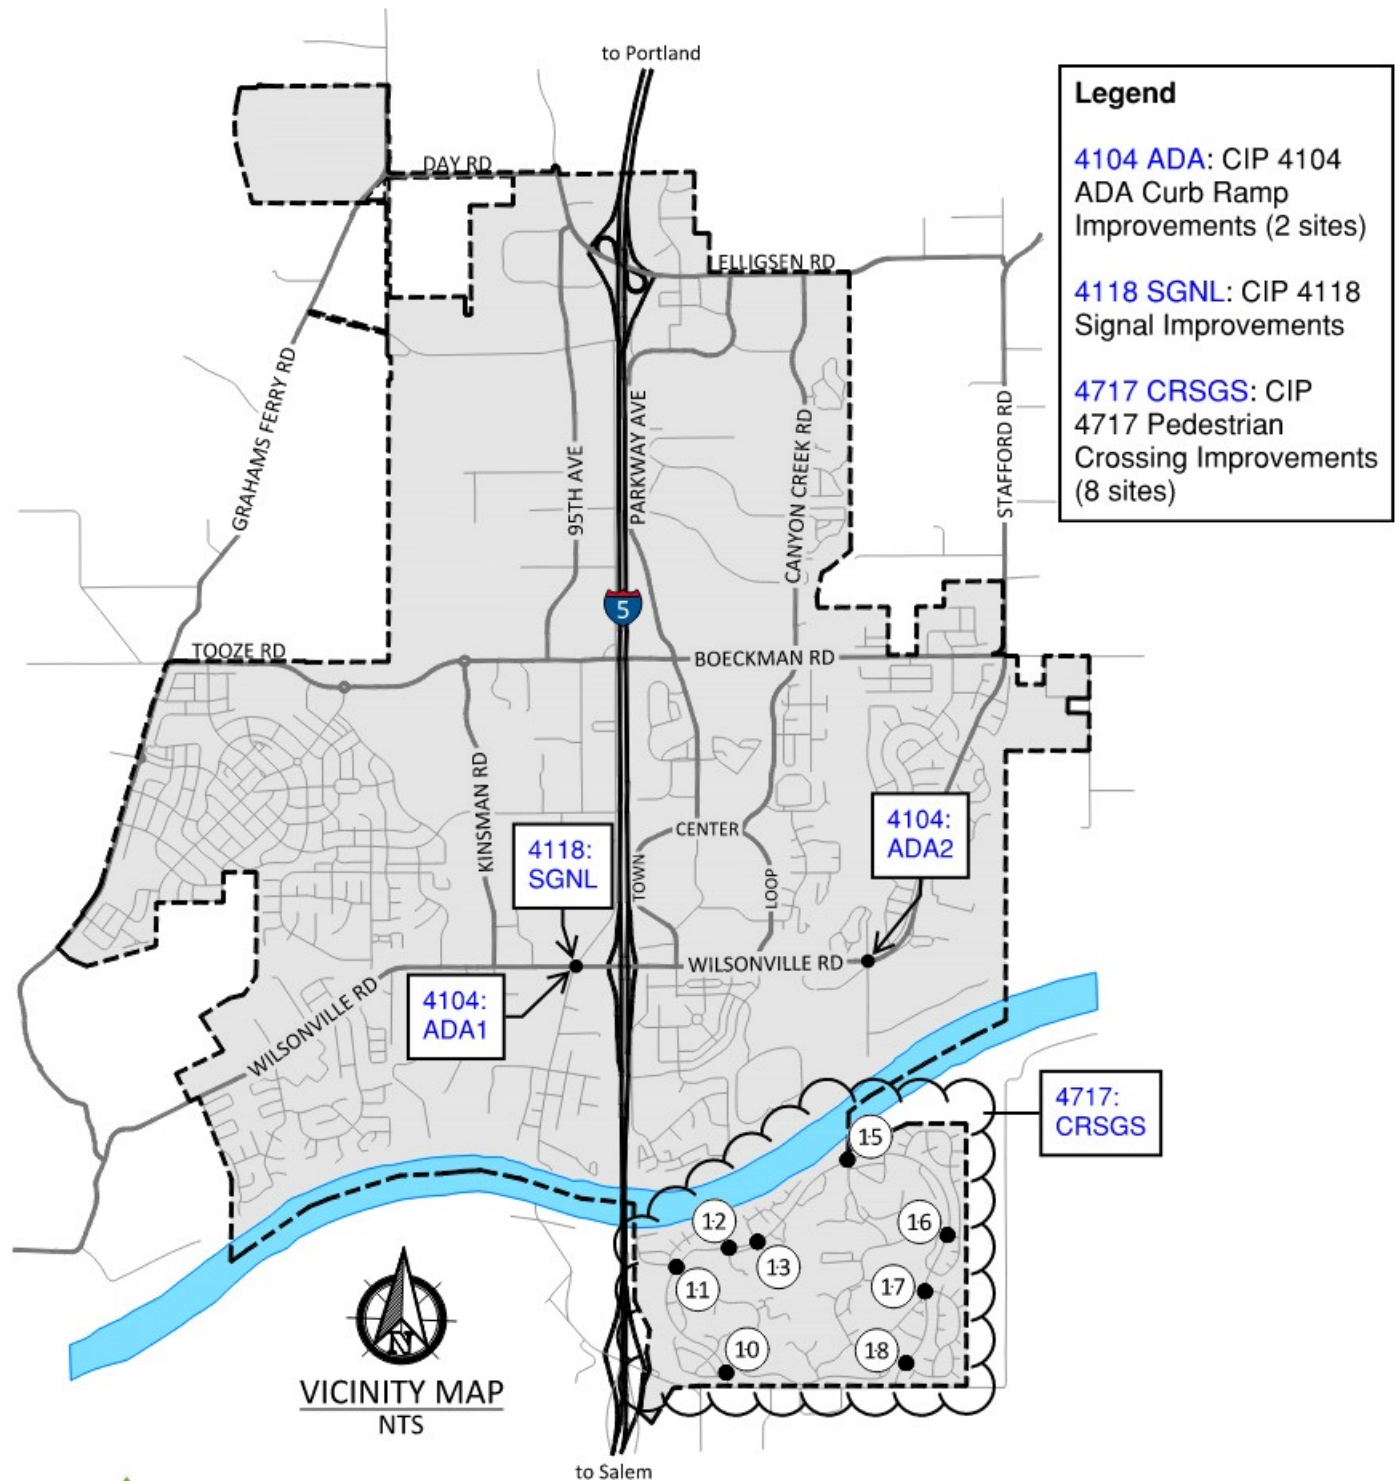 to Portland
Legend
4104 ADA: CIP 4104
ADA Curb Ramp
Improvements (2 sites)
4118 SGNL: CIP 4118
Signal Improvements
4717 CRSGS: CIP
4717 Pedestrian
Crossing Improvements
(8 sites)
DAY RD
ELLIGSEN RD
GRAHAMS FERRY RD
95TH AVE
PARKWAY AVE
CANYON CREEK RD
STAFFORD RD
5
TOOZE RD
BOECKMAN RD
KINSMAN RD
CENTER
TOWN
LOOP
4118:
SGNL
4104:
ADA2
WILSONVILLE RD
4104:
ADA1
WILSONVILLE RD
4717:
CRSGS
15
12
16
13
11
17
10
18
N
VICINITY MAP
NTS
to Salem